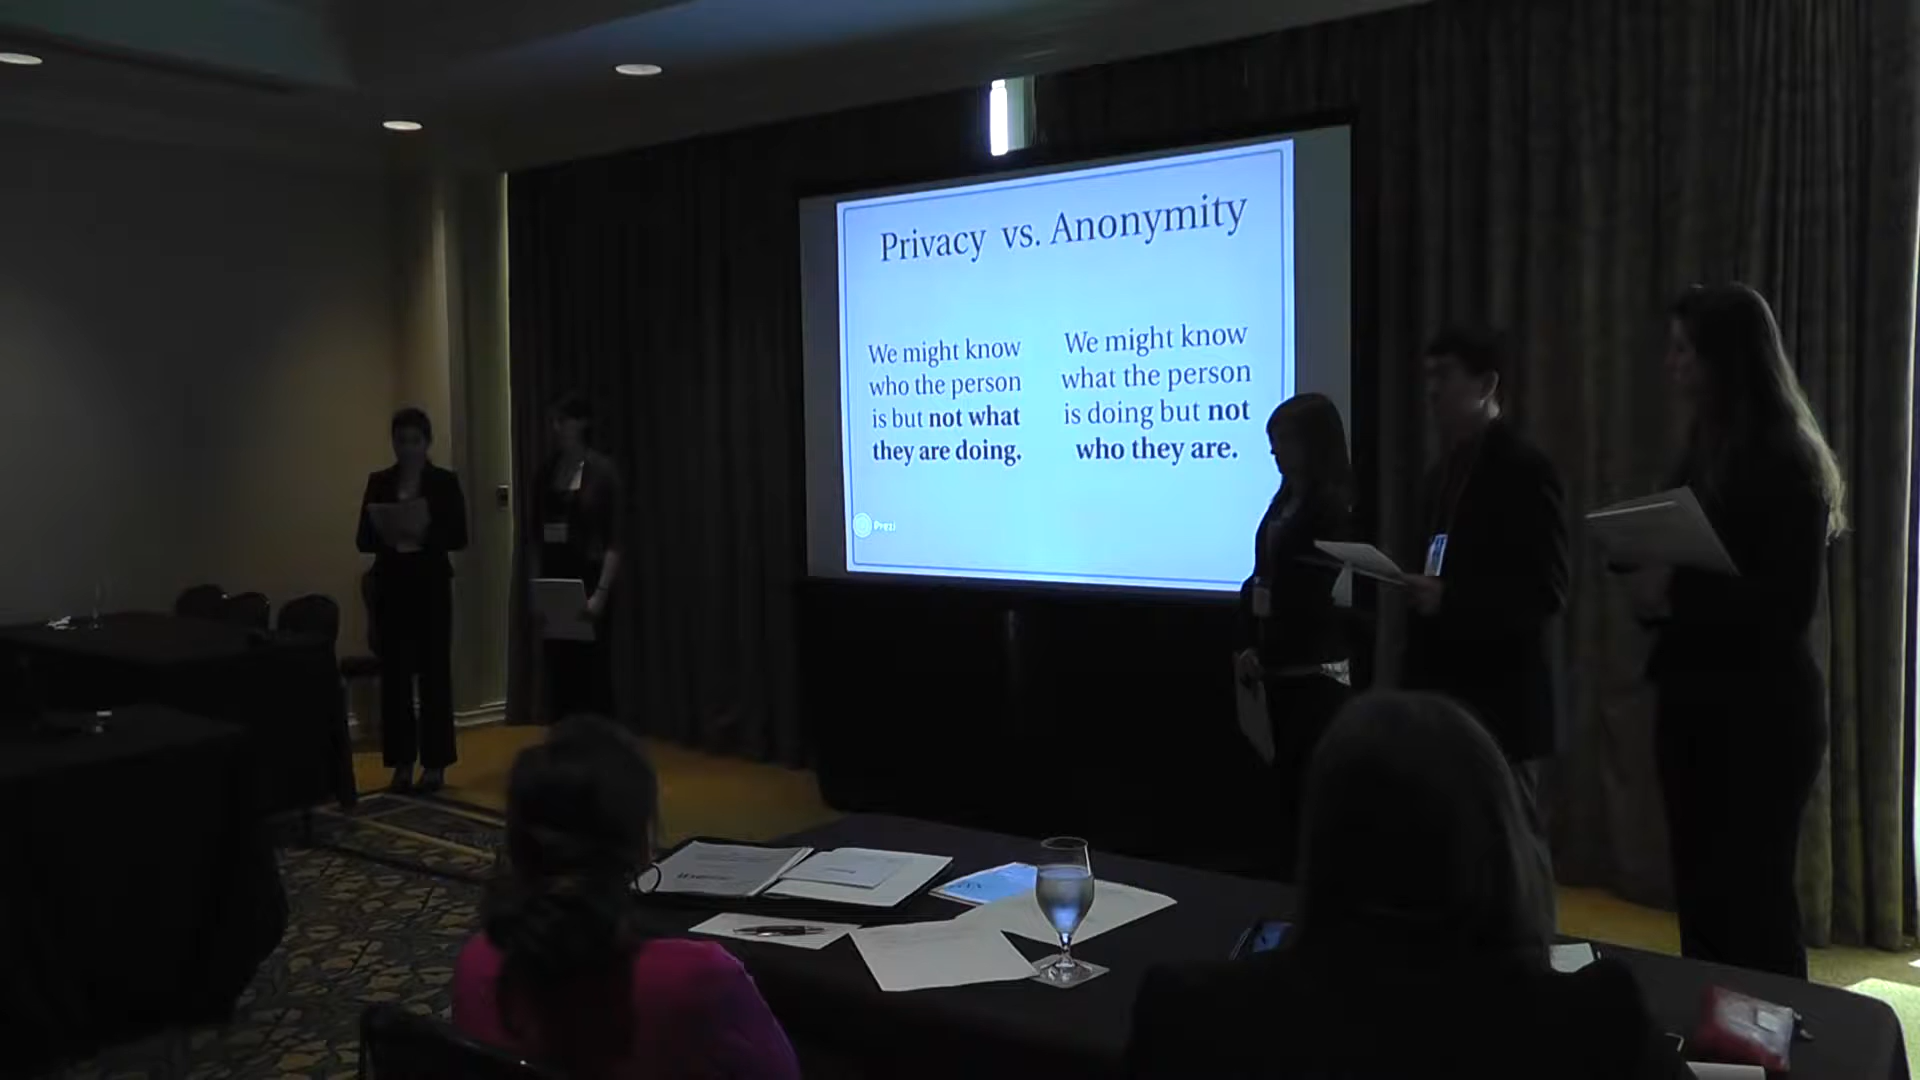 Privacy vs. Anonymity
We might know
who the person
is but not what
they are doing.
We might know
what the person
is doing but not
who they are.
Prezi